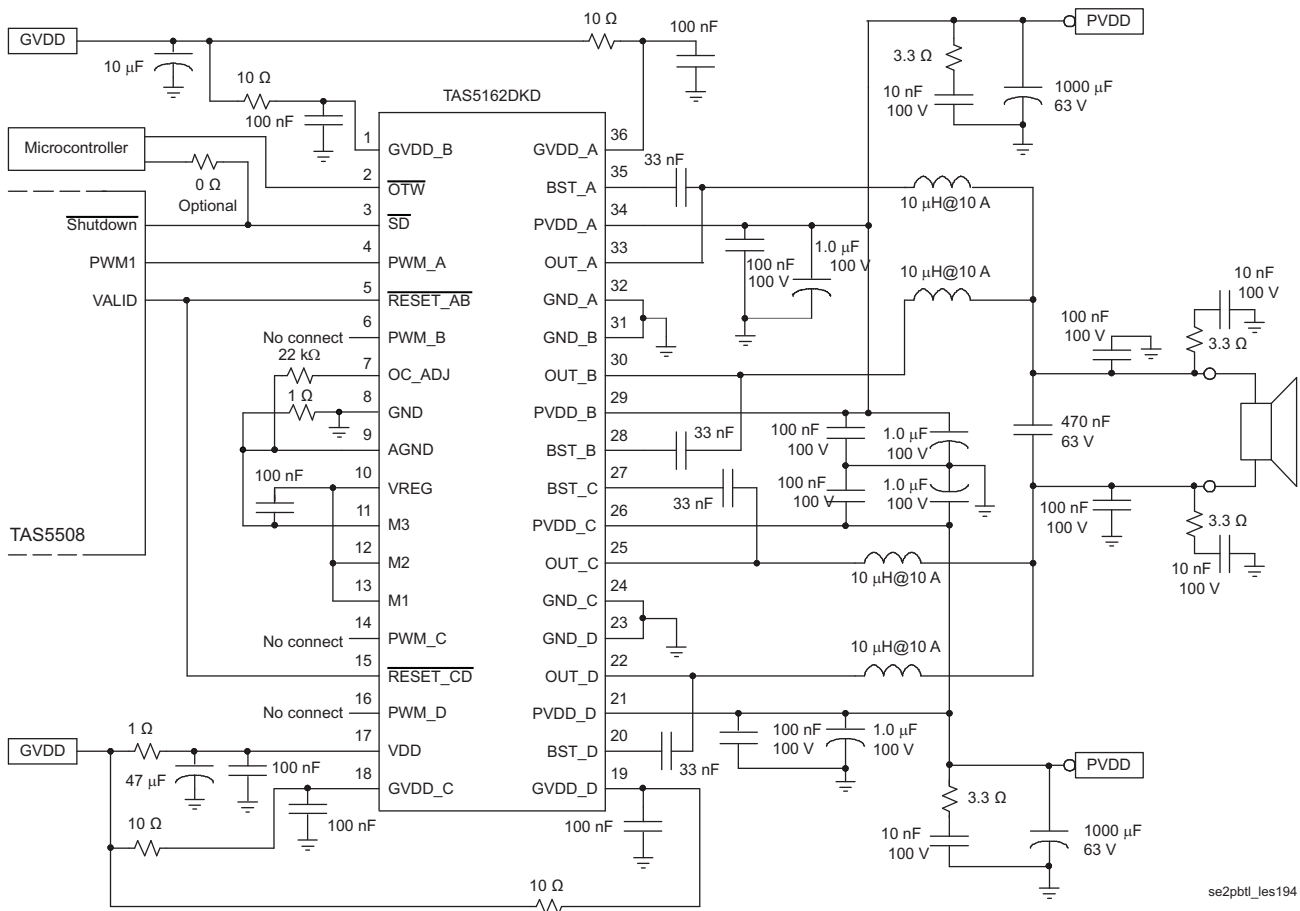 GVDD
10 μF
10 Ω
100 nF
10 Ω
100 nF
PVDD
3.3 Ω
10 nF
100 V
1000 μF
63 V
TAS5162DKD
Microcontroller
0 Ω
Optional
Shutdown
PWM1
VALID
TAS5508
1
GVDD_B
2
OTW
3
SD
4
PWM_A
5
RESET_AB
6
No connect
PWM_B
22 kΩ
7
OC_ADJ
1 Ω
8
GND
9
AGND
100 nF
10
VREG
11
M3
12
M2
13
M1
14
No connect
PWM_C
15
RESET_CD
16
No connect
PWM_D
17
VDD
18
GVDD_C
36
GVDD_A
35
BST_A
34
PVDD_A
33
OUT_A
32
GND_A
31
GND_B
30
OUT_B
29
PVDD_B
28
BST_B
27
BST_C
26
PVDD_C
25
OUT_C
24
GND_C
23
GND_D
22
OUT_D
21
PVDD_D
20
BST_D
19
GVDD_D
33 nF
10 μH@10 A
100 nF
100 V
1.0 μF
100 V
10 μH@10 A
10 nF
100 V
100 nF
100 V
3.3 Ω
33 nF
100 nF
100 V
1.0 μF
100 V
470 nF
63 V
33 nF
100 nF
100 V
1.0 μF
100 V
100 nF
100 V
3.3 Ω
10 nF
100 V
10 μH@10 A
10 μH@10 A
100 nF
100 V
1.0 μF
100 V
33 nF
GVDD
1 Ω
47 μF
100 nF
10 Ω
100 nF
100 nF
10 Ω
PVDD
3.3 Ω
10 nF
100 V
1000 μF
63 V
se2pbtl_les194